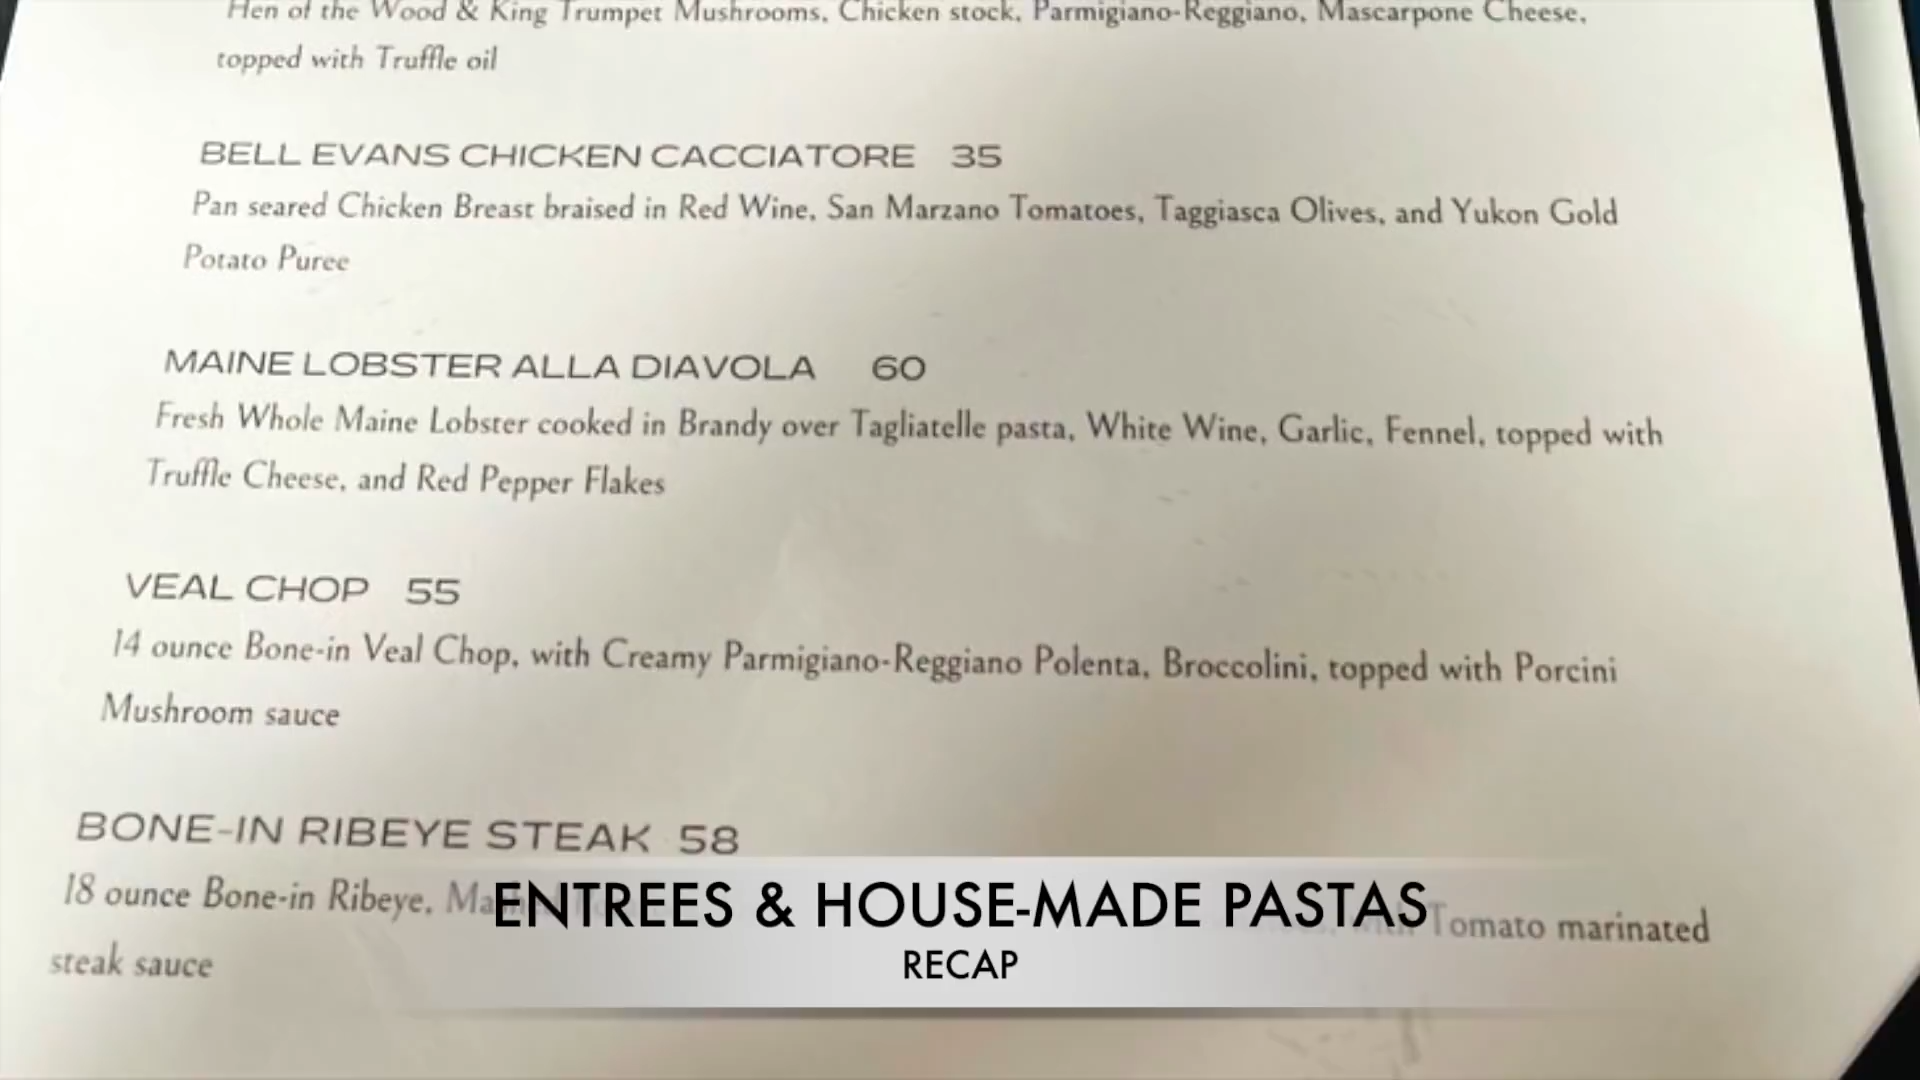 Hen of the Wood & King Trumpet Mushrooms, Chicken stock, Parmigiano-Reggiano, Mascarpone Cheese,
topped with Truffle oil
BELL EVANS CHICKEN CACCIATORE 35
Pan seared Chicken Breast braised in Red Wine, San Marzano Tomatoes, Taggiasca Olives, and Yukon Gold
Potato Puree
MAINE LOBSTER ALLA DIAVOLA 60
Fresh Whole Maine Lobster cooked in Brandy over Tagliatelle pasta, White Wine, Garlic, Fennel, topped with
Truffle Cheese, and Red Pepper Flakes
VEAL CHOP 55
14 ounce Bone-in Veal Chop, with Creamy Parmigiano-Reggiano Polenta, Broccolini, topped with Porcini
Mushroom sauce
BONE-IN RIBEYE STEAK 58
18 ounce Bone-in Ribeye, with Tomato marinated
steak sauce
ENTREES & HOUSE-MADE PASTAS
RECAP